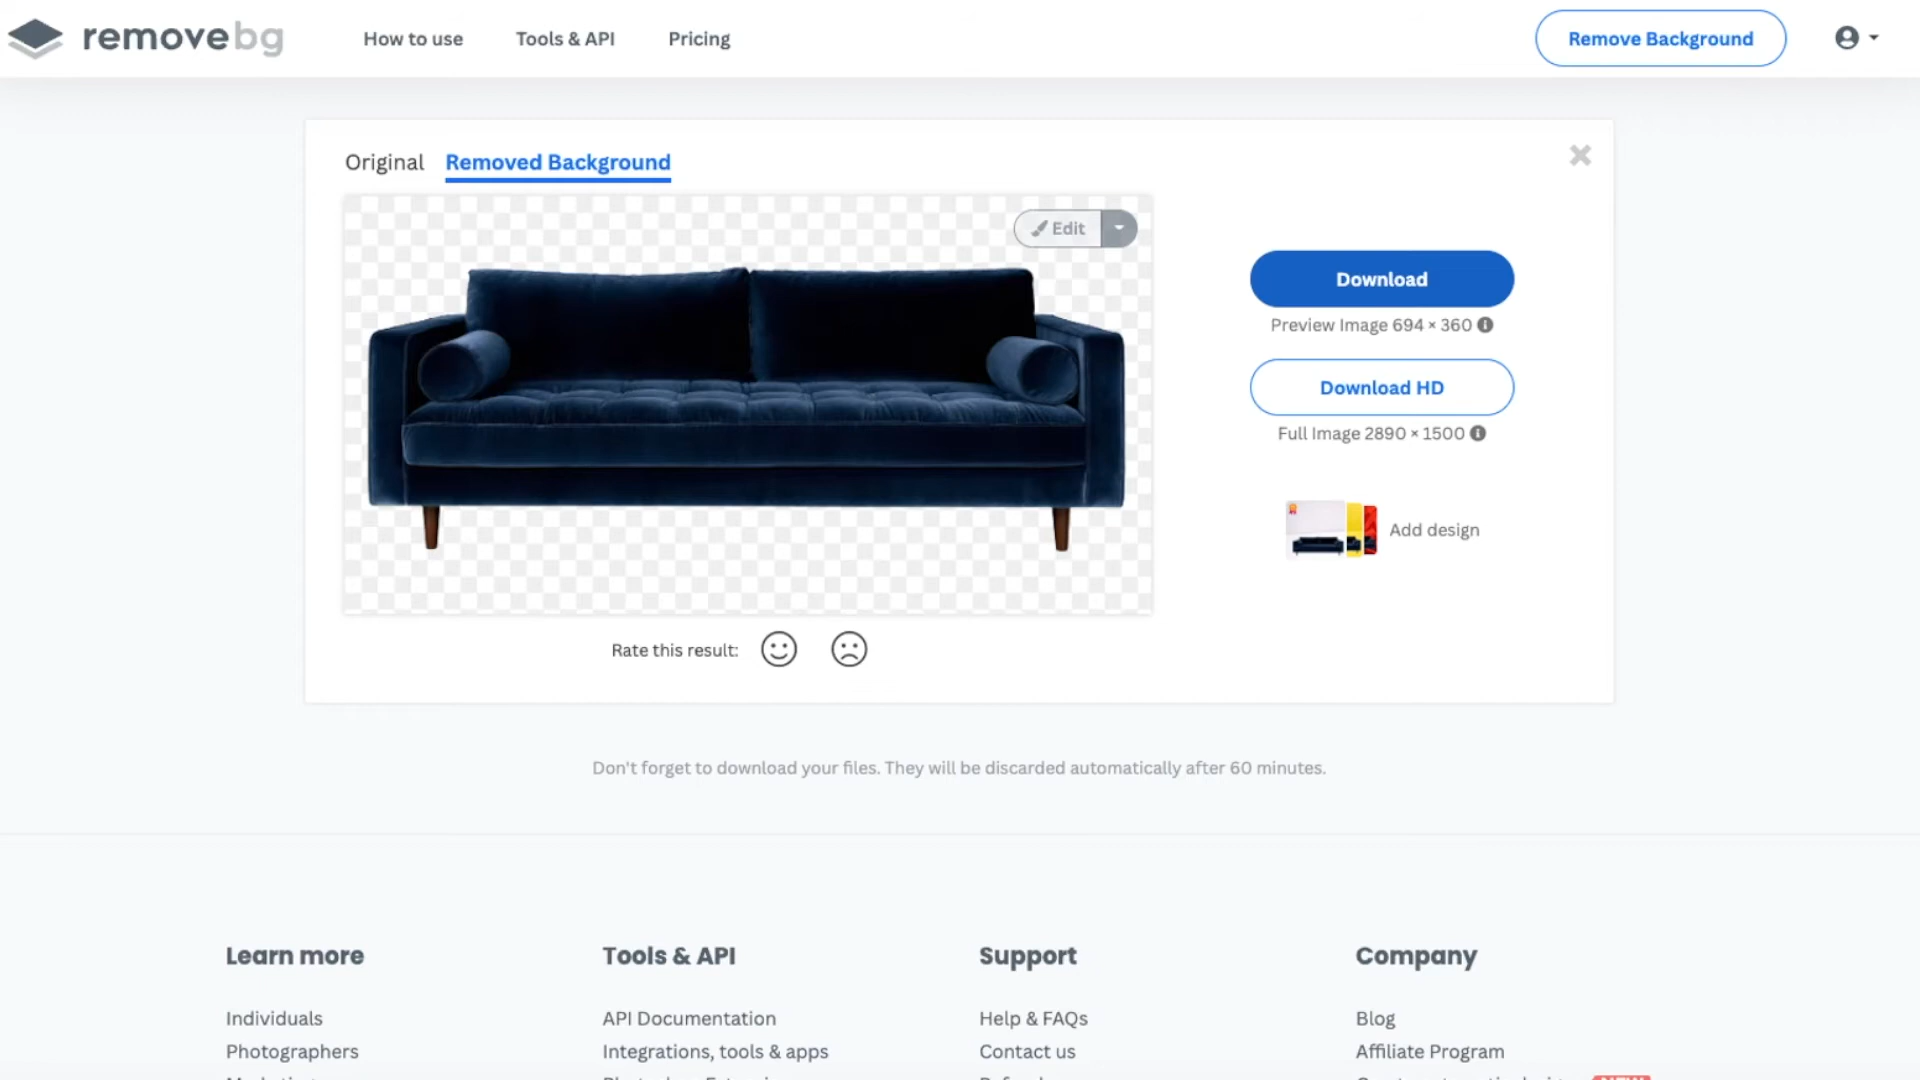 removebg
How to use
Tools & API
Pricing
Remove Background
Original
Removed Background
Edit
Download
Preview Image 694 × 360
Download HD
Full Image 2890 × 1500
Add design
Rate this result:
Don't forget to download your files. They will be discarded automatically after 60 minutes.
Learn more
Individuals
Photographers
Tools & API
API Documentation
Integrations, tools & apps
Support
Help & FAQs
Contact us
Company
Blog
Affiliate Program